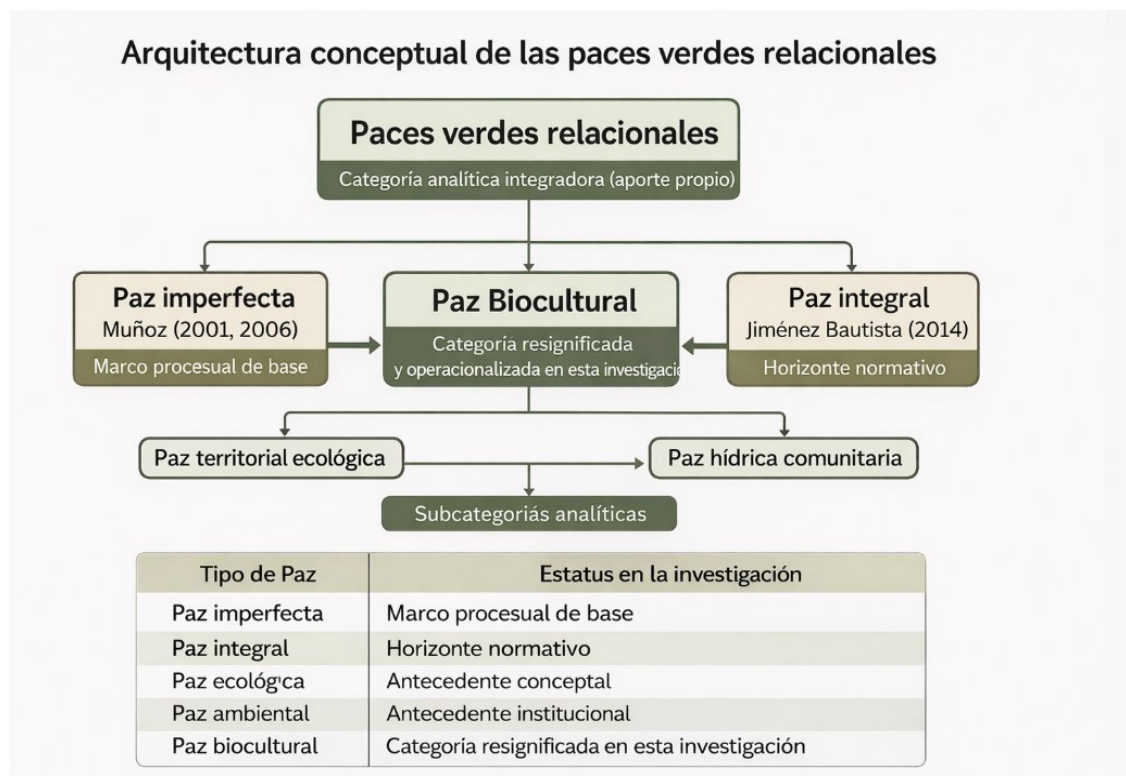 Arquitectura conceptual de las paces verdes relacionales
Paces verdes relacionales
Categoría analítica integradora (aporte propio)
Paz imperfecta
Muñoz (2001, 2006)
Marco procesual de base
Paz Biocultural
Categoría resignificada
y operacionalizada en esta investigació
Paz integral
Jiménez Bautista (2014)
Horizonte normativo
Paz territorial ecológica
Paz hídrica comunitaria
Subcategoriás analíticas
Tipo de Paz Estatus en la investigación
Paz imperfecta Marco procesual de base
Paz integral Horizonte normativo
Paz ecológica Antecedente conceptal
Paz ambiental Antecedente institucional
Paz biocultural Categoría resignificada en esta investigación